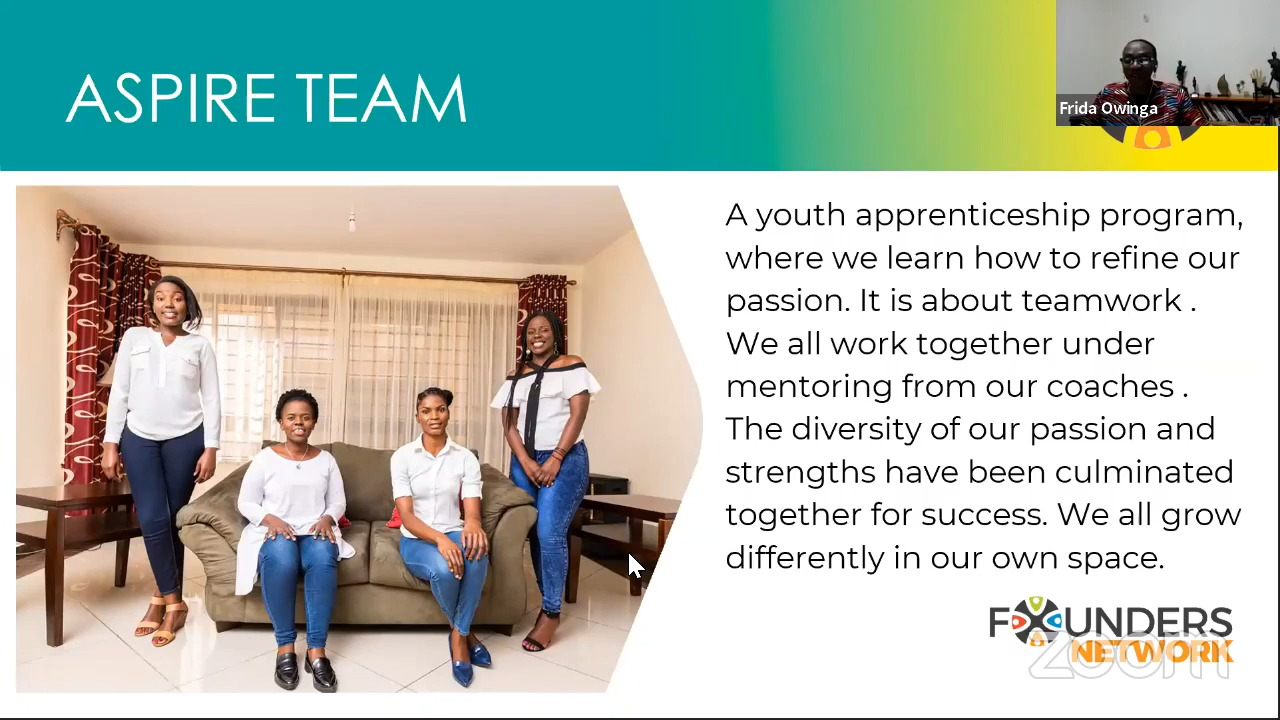 ASPIRE TEAM
Frida Owinga
A youth apprenticeship program,
where we learn how to refine our
passion. It is about teamwork .
We all work together under
mentoring from our coaches .
The diversity of our passion and
strengths have been culminated
together for success. We all grow
differently in our own space.
FOUNDERS
NETWORK
zoom